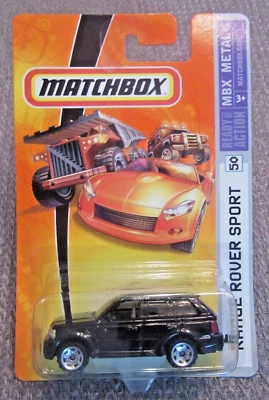 MATCHBOX
MBX METAL
MATCHBOX.COM
3+
READY FOR
ACTION
50
RANGE ROVER SPORT